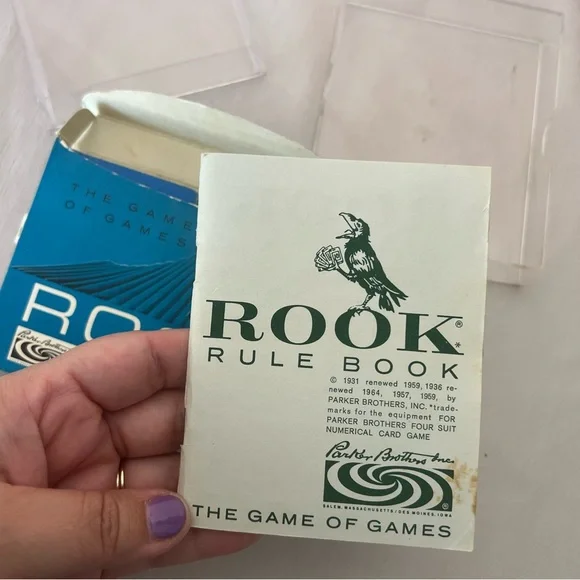 THE GAME
OF GAMES
RO
Parker Brothers
ROOK®*
RULE BOOK
© 1931 renewed 1959, 1936 re-
newed 1964, 1957, 1959, by
PARKER BROTHERS, INC. *trade-
marks for the equipment FOR
PARKER BROTHERS FOUR SUIT
NUMERICAL CARD GAME
Parker Brothers Inc.
®
SALEM, MASSACHUSETTS / DES MOINES, IOWA
THE GAME OF GAMES